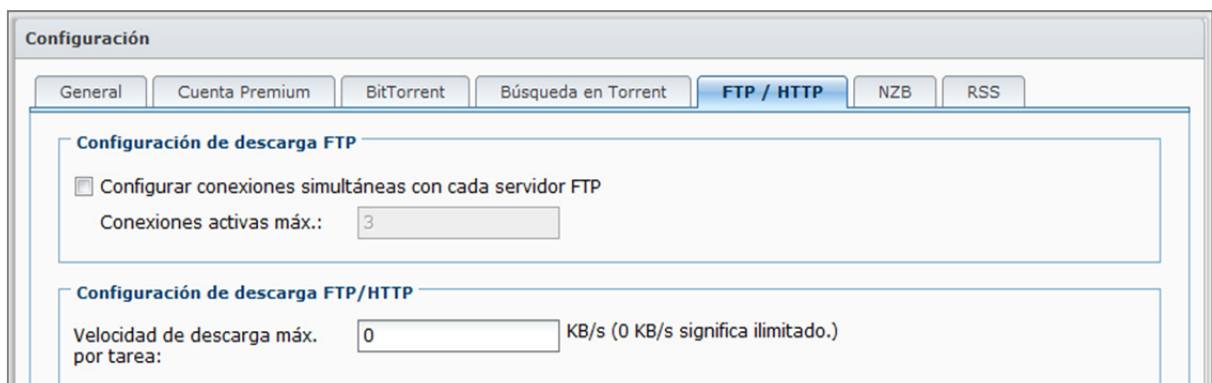 Configuración
General Cuenta Premium BitTorrent Búsqueda en Torrent FTP / HTTP NZB RSS
Configuración de descarga FTP
Configurar conexiones simultáneas con cada servidor FTP
Conexiones activas máx.: 3
Configuración de descarga FTP/HTTP
Velocidad de descarga máx. 0 KB/s (0 KB/s significa ilimitado.)
por tarea: